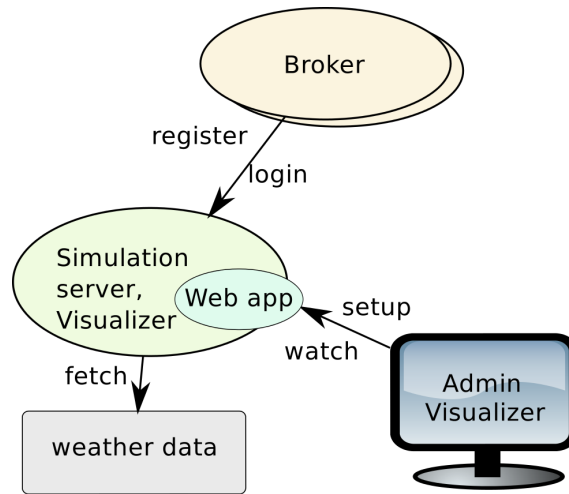 Broker
register
login
Simulation
server,
Visualizer
Web app
setup
watch
fetch
Admin
Visualizer
weather data